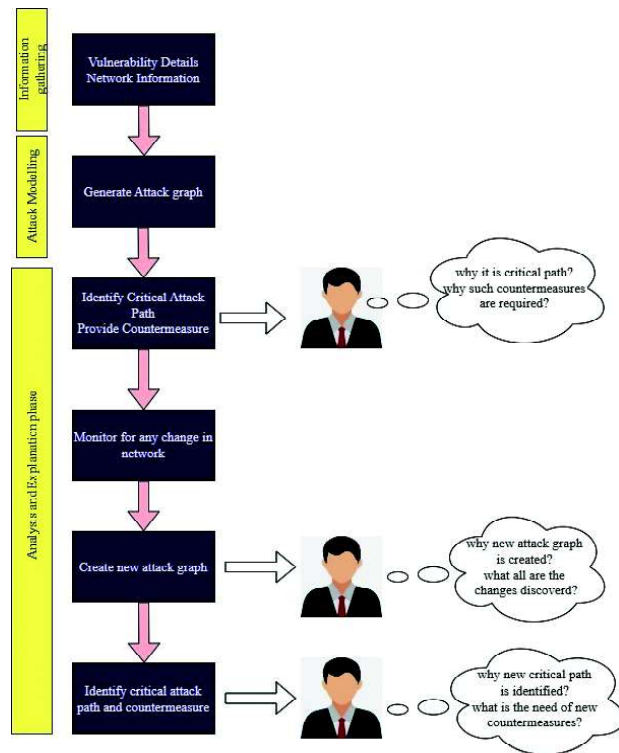 Information
gathering
Vulnerability Details
Network Information
Attack Modelling
Generate Attack graph
Analysis and Explanation phase
Identify Critical Attack
Path
Provide Countermeasure
why it is critical path?
why such countermeasures
are required?
Monitor for any change in
network
Create new attack graph
why new attack graph
is created?
what all are the
changes discoverd?
Identify critical attack
path and countermeasure
why new critical path
is identified?
what is the need of new
countermeasures?